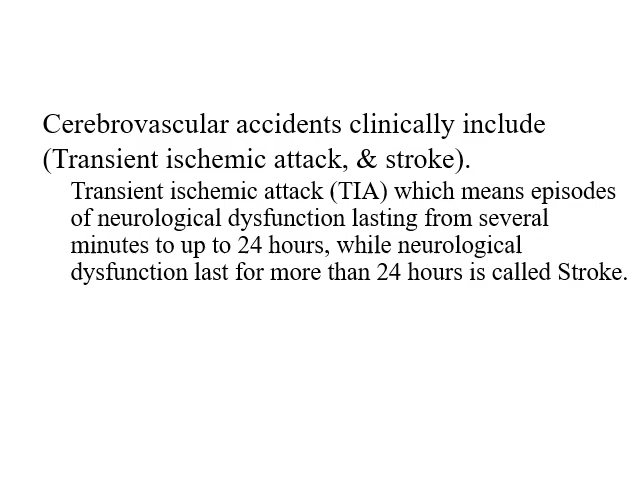 Cerebrovascular accidents clinically include
(Transient ischemic attack, & stroke).
Transient ischemic attack (TIA) which means episodes
of neurological dysfunction lasting from several
minutes to up to 24 hours, while neurological
dysfunction last for more than 24 hours is called Stroke.